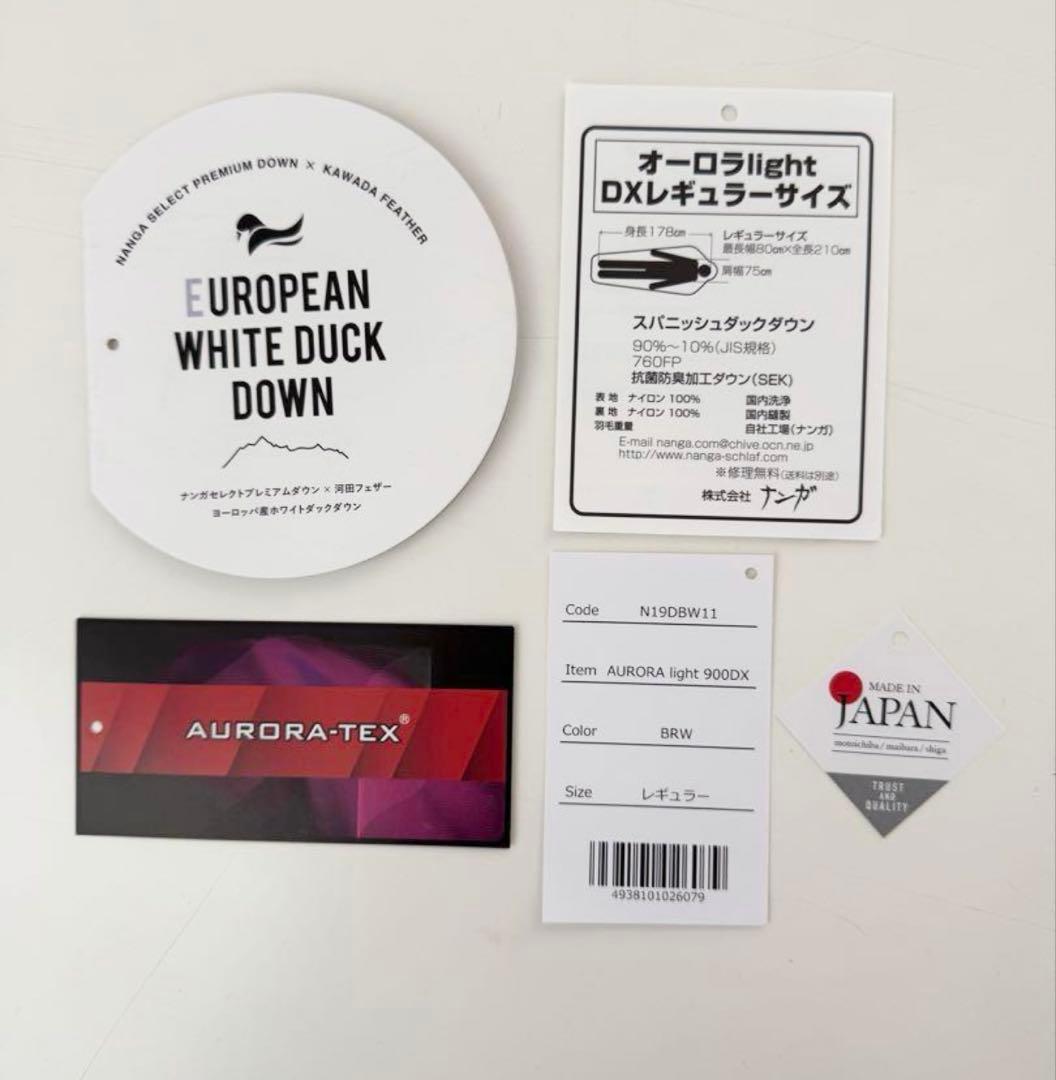 NANGA SELECT PREMIUM DOWN × KAWADA FEATHER
EUROPEAN
WHITE DUCK
DOWN
ナンガセレクトプレミアムダウン × 河田フェザー
ヨーロッパ産ホワイトダックダウン
オーロラlight
DXレギュラーサイズ
身長178㎝
レギュラーサイズ
最長幅80㎝×全長210㎝
肩幅75㎝
スパニッシュダックダウン
90%～10%(JIS規格)
760FP
抗菌防臭加工ダウン(SEK)
表地 ナイロン100% 国内洗浄
裏地 ナイロン100% 国内縫製
羽毛重量 自社工場(ナンガ)
E-mail nanga.com@chive.ocn.ne.jp
http://www.nanga-schlaf.com
※修理無料(送料は別途)
株式会社 ナンガ
AURORA-TEX®
Code N19DBW11
Item AURORA light 900DX
Color BRW
Size レギュラー
4938101026079
MADE IN
JAPAN
motoichiba / maibara / shiga
TRUST
AND
QUALITY